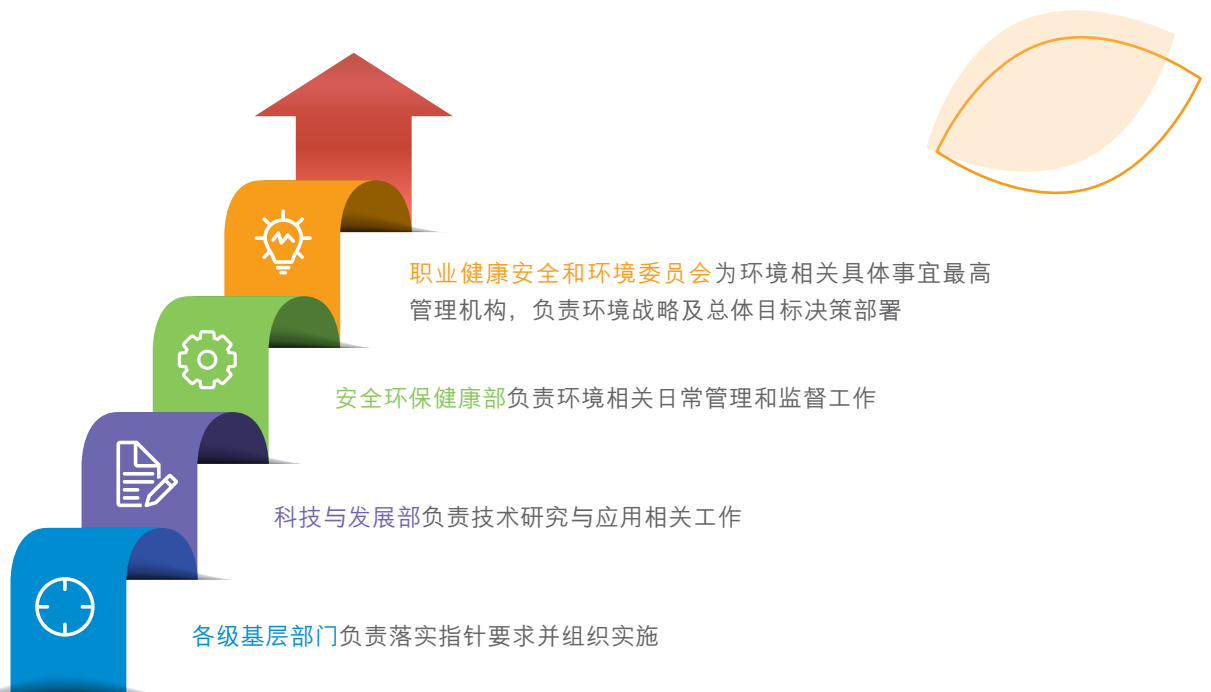 职业健康安全和环境委员会为环境相关具体事宜最高
管理机构，负责环境战略及总体目标决策部署
安全环保健康部负责环境相关日常管理和监督工作
科技与发展部负责技术研究与应用相关工作
各级基层部门负责落实指针要求并组织实施